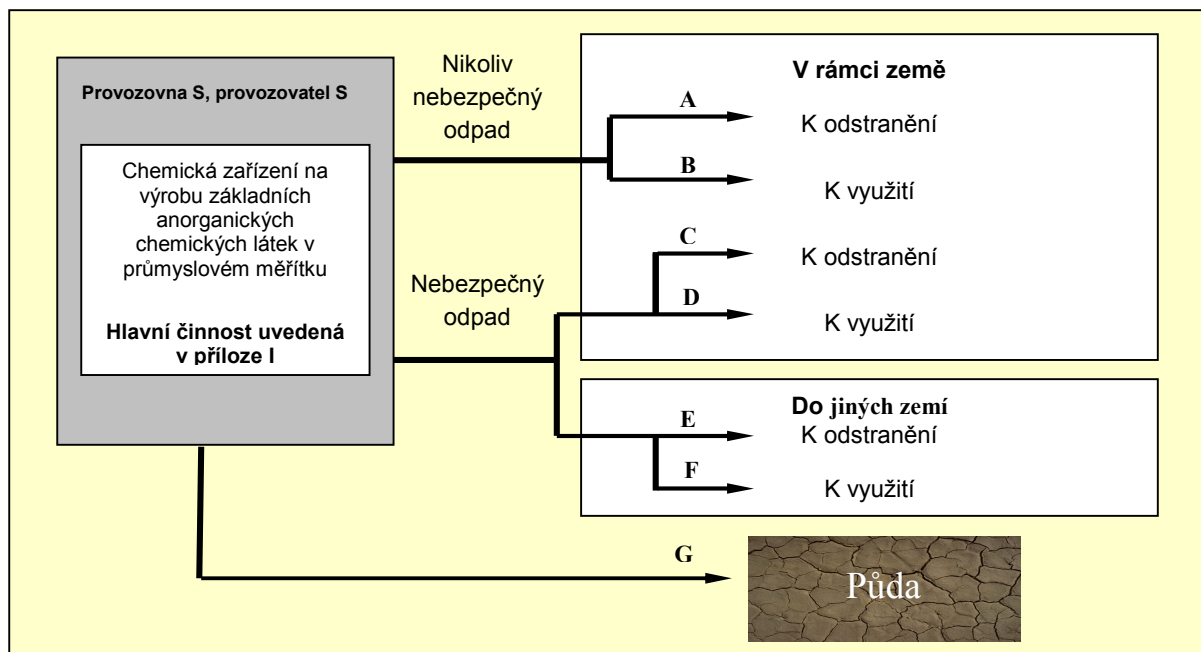 Provozovna S, provozovatel S
Chemická zařízení na
výrobu základních
anorganických
chemických látek v
průmyslovém měřítku
Hlavní činnost uvedená
v příloze I
Nikoliv
nebezpečný
odpad
Nebezpečný
odpad
V rámci země
A
K odstranění
B
K využití
C
K odstranění
D
K využití
Do jiných zemí
E
K odstranění
F
K využití
G
Půda